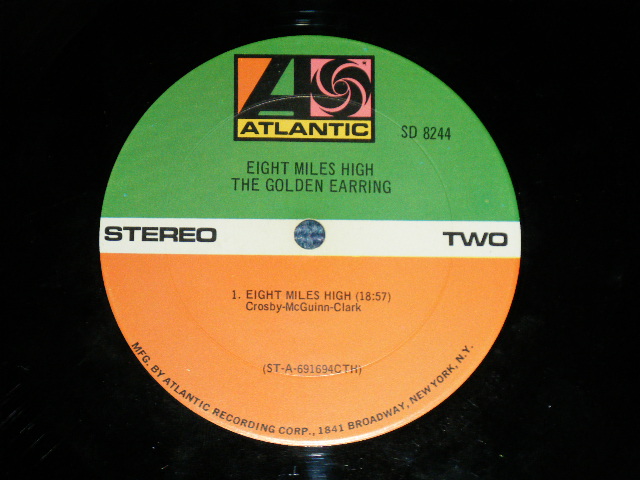 ATLANTIC
SD 8244
EIGHT MILES HIGH
THE GOLDEN EARRING
STEREO
TWO
1. EIGHT MILES HIGH (18:57)
Crosby-McGuinn-Clark
(ST-A-691694CTH)
MFG. BY ATLANTIC RECORDING CORP., 1841 BROADWAY, NEW YORK, N.Y.